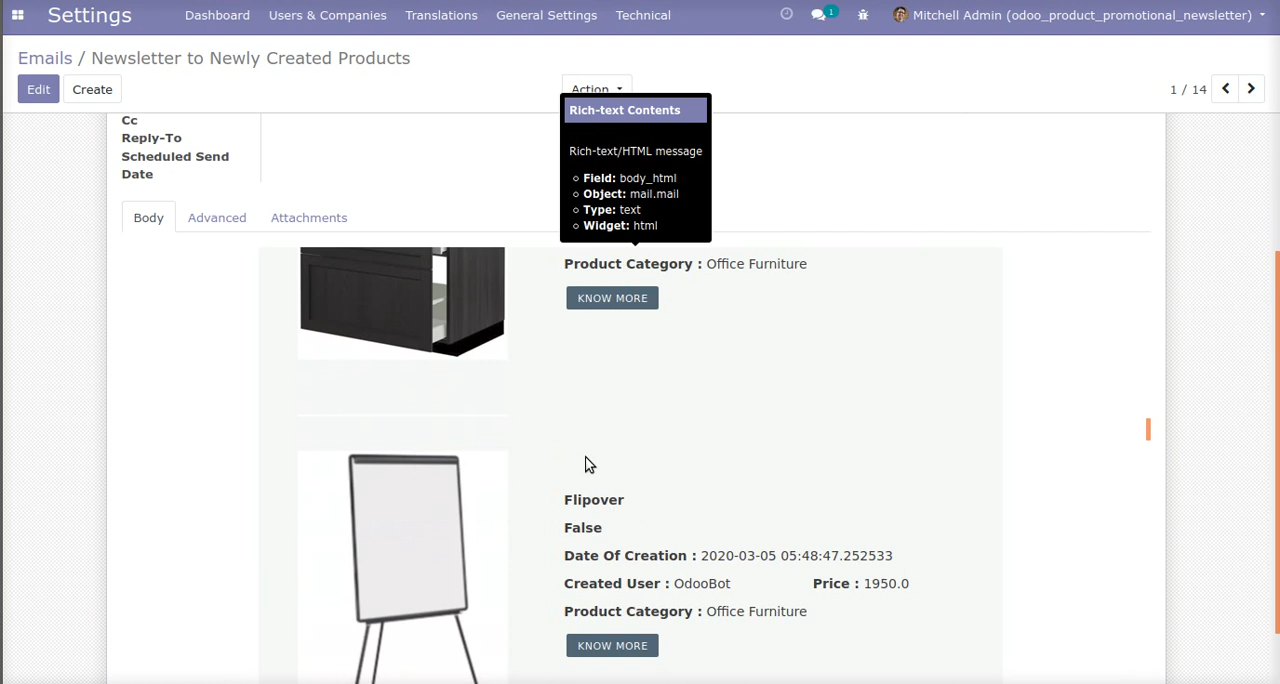 Settings Dashboard Users & Companies Translations General Settings Technical 1 Mitchell Admin (odoo_product_promotional_newsletter)
Emails / Newsletter to Newly Created Products
Edit Create Action 1 / 14
Rich-text Contents
Rich-text/HTML message
Field: body_html
Object: mail.mail
Type: text
Widget: html
Cc
Reply-To
Scheduled Send
Date
Body Advanced Attachments
Product Category : Office Furniture
KNOW MORE
Flipover
False
Date Of Creation : 2020-03-05 05:48:47.252533
Created User : OdooBot Price : 1950.0
Product Category : Office Furniture
KNOW MORE